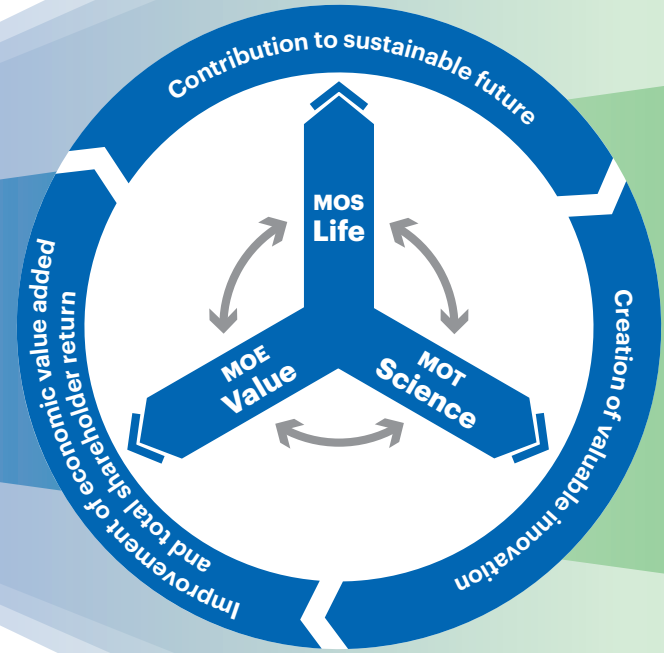 Contribution to sustainable future
MOS
Life
MOE
Value
MOT
Science
Creation of valuable innovation
Improvement of economic value added
and total shareholder return